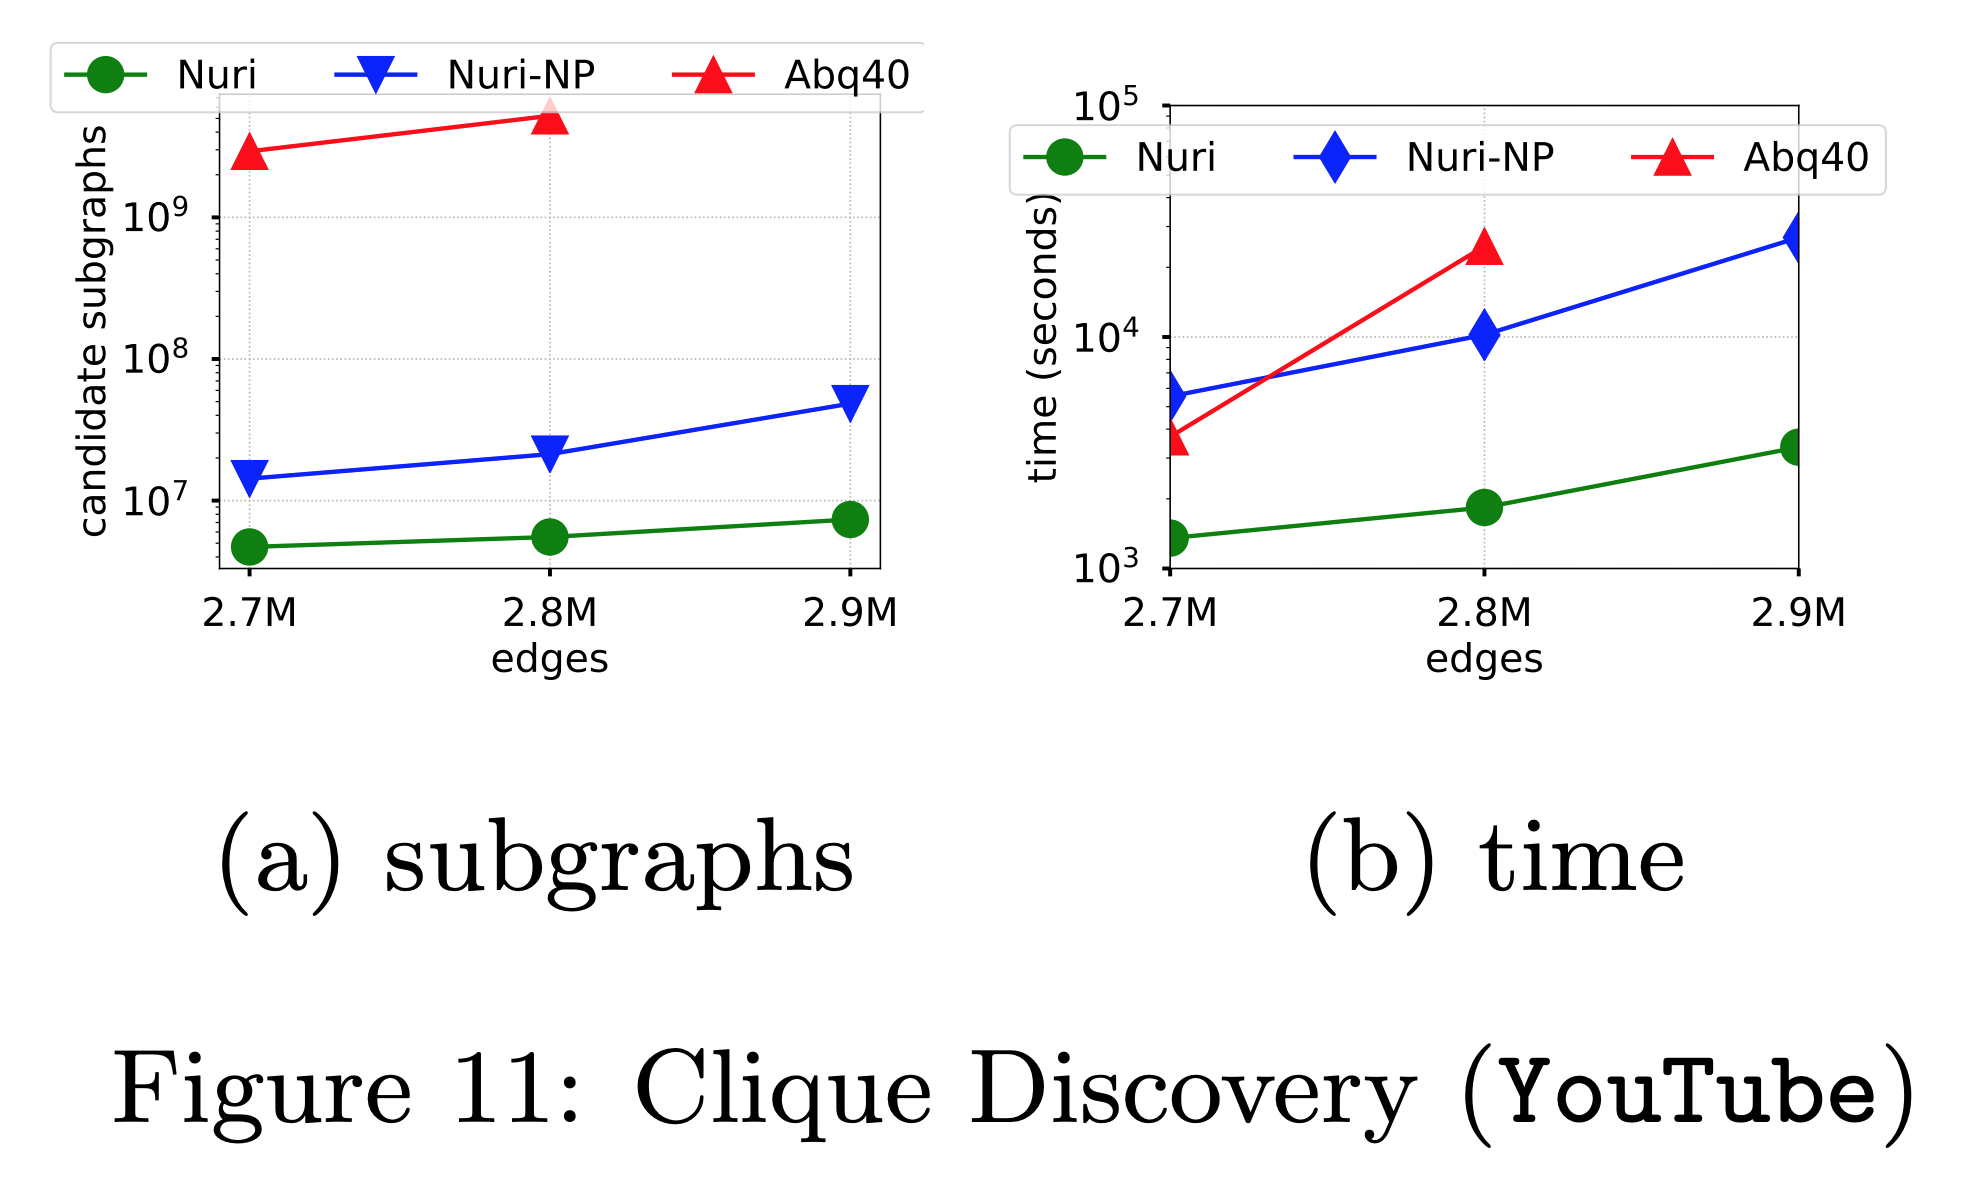 Nuri Nuri-NP Abq40
candidate subgraphs
10⁹
10⁸
10⁷
2.7M 2.8M 2.9M
edges
(a) subgraphs
10⁵
Nuri Nuri-NP Abq40
time (seconds)
10⁴
10³
2.7M 2.8M 2.9M
edges
(b) time
Figure 11: Clique Discovery (YouTube)